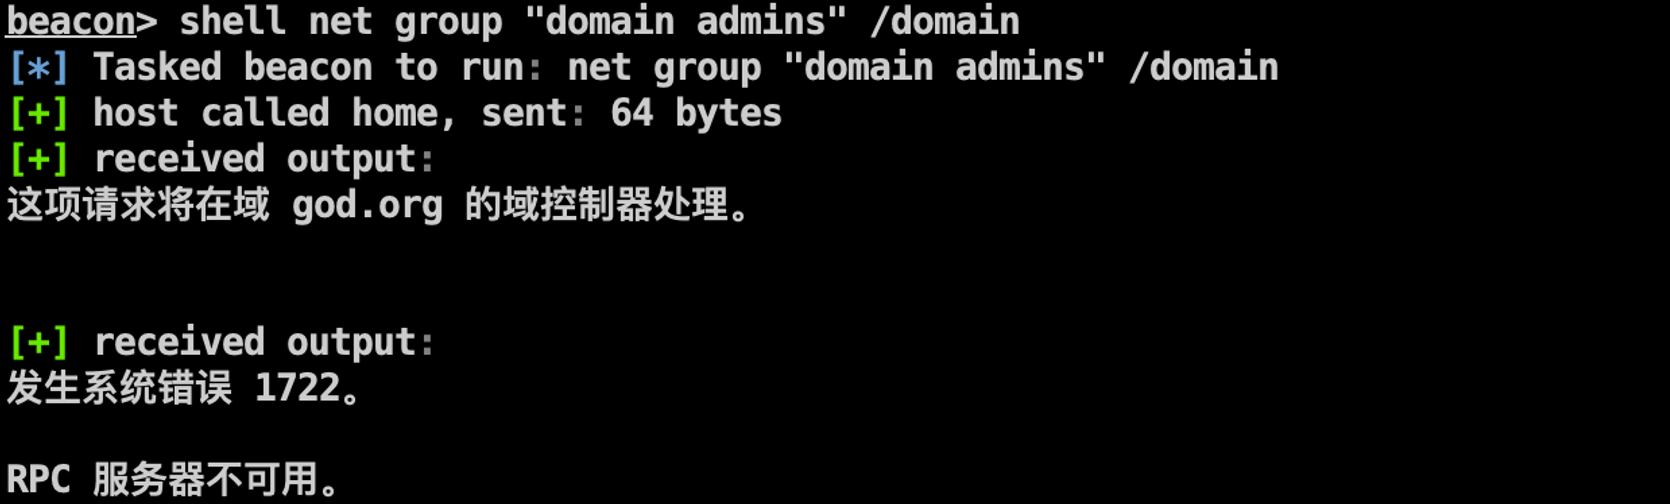 beacon> shell net group "domain admins" /domain
[*] Tasked beacon to run: net group "domain admins" /domain
[+] host called home, sent: 64 bytes
[+] received output:
这项请求将在域 god.org 的域控制器处理。
[+] received output:
发生系统错误 1722。
RPC 服务器不可用。